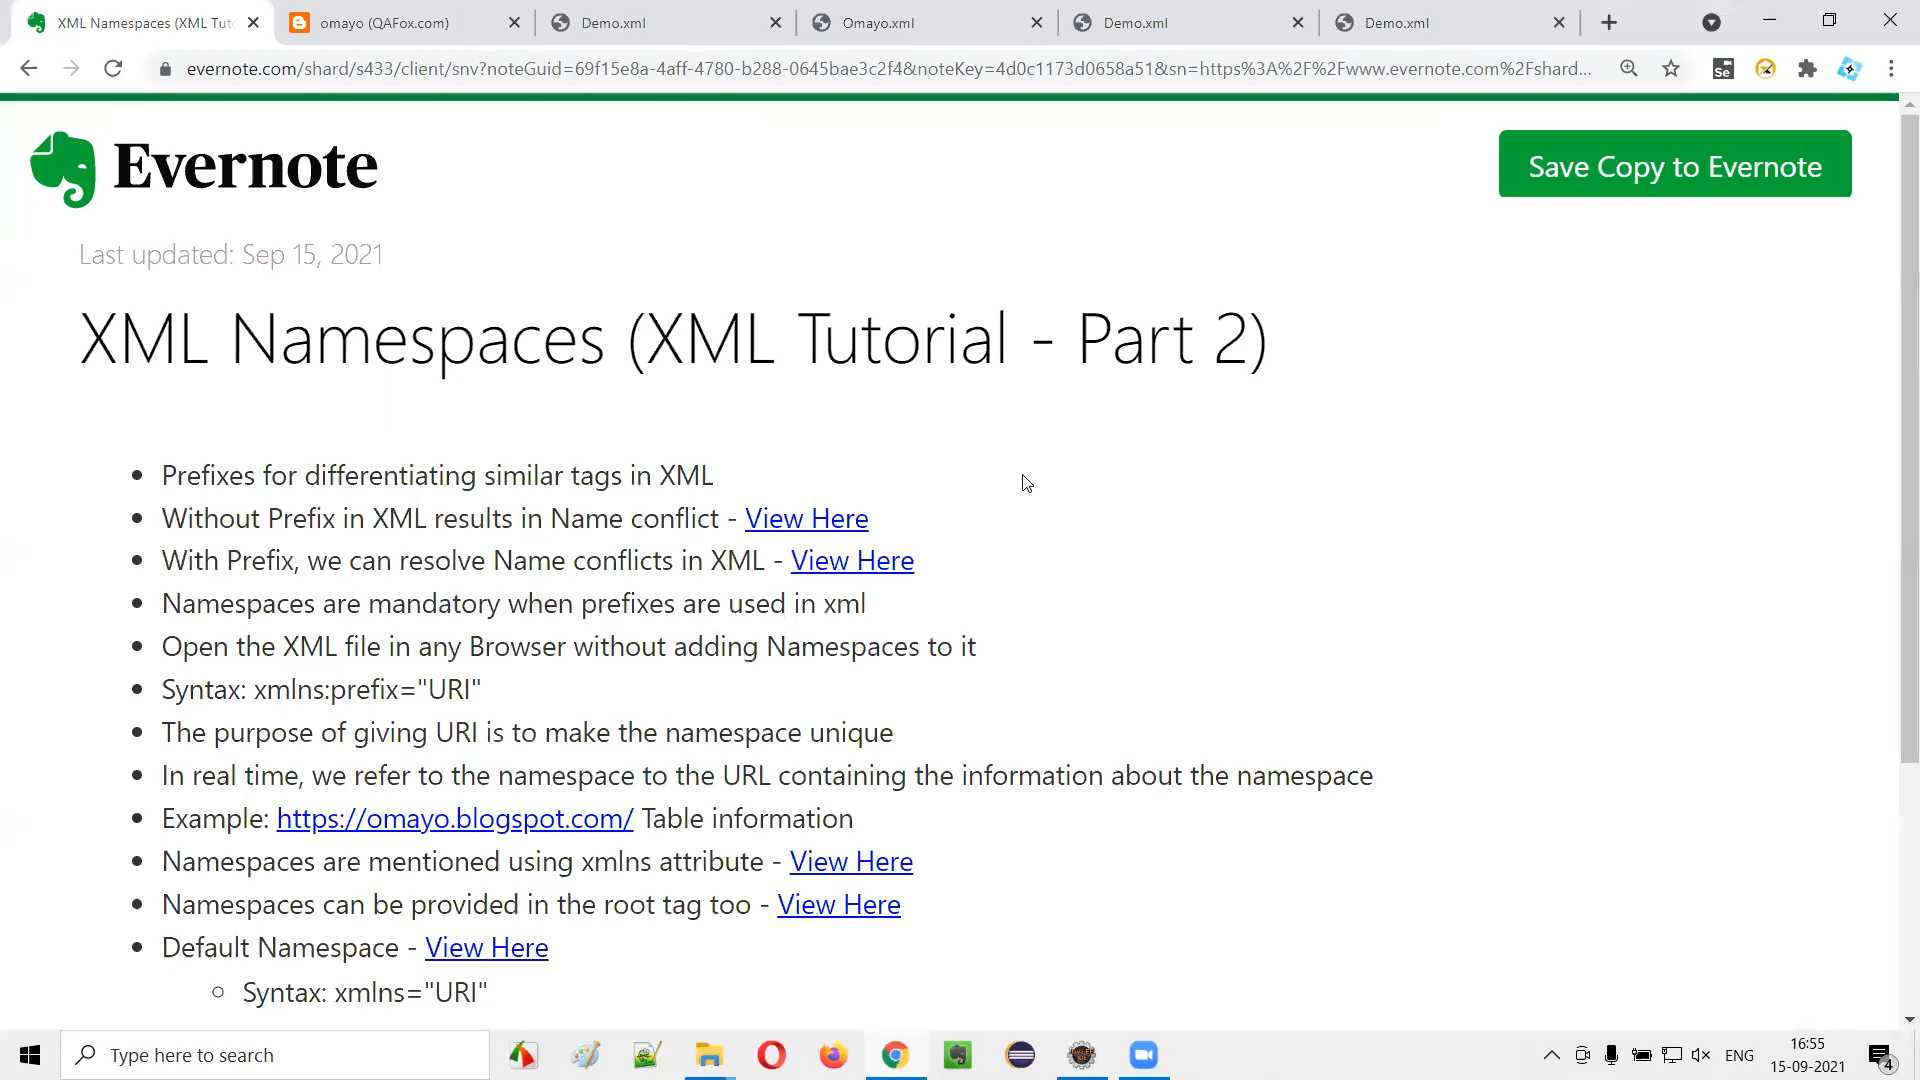 XML Namespaces (XML Tut
omayo (QAFox.com)
Demo.xml
Omayo.xml
Demo.xml
Demo.xml
evernote.com/shard/s433/client/snv?noteGuid=69f15e8a-4aff-4780-b288-0645bae3c2f4&noteKey=4d0c1173d0658a51&sn=https%3A%2F%2Fwww.evernote.com%2Fshard...
Se
Evernote
Save Copy to Evernote
Last updated: Sep 15, 2021
XML Namespaces (XML Tutorial - Part 2)
• Prefixes for differentiating similar tags in XML
• Without Prefix in XML results in Name conflict - View Here
• With Prefix, we can resolve Name conflicts in XML - View Here
• Namespaces are mandatory when prefixes are used in xml
• Open the XML file in any Browser without adding Namespaces to it
• Syntax: xmlns:prefix="URI"
• The purpose of giving URI is to make the namespace unique
• In real time, we refer to the namespace to the URL containing the information about the namespace
• Example: https://omayo.blogspot.com/ Table information
• Namespaces are mentioned using xmlns attribute - View Here
• Namespaces can be provided in the root tag too - View Here
• Default Namespace - View Here
◦ Syntax: xmlns="URI"
Type here to search
ENG
16:55
15-09-2021
4